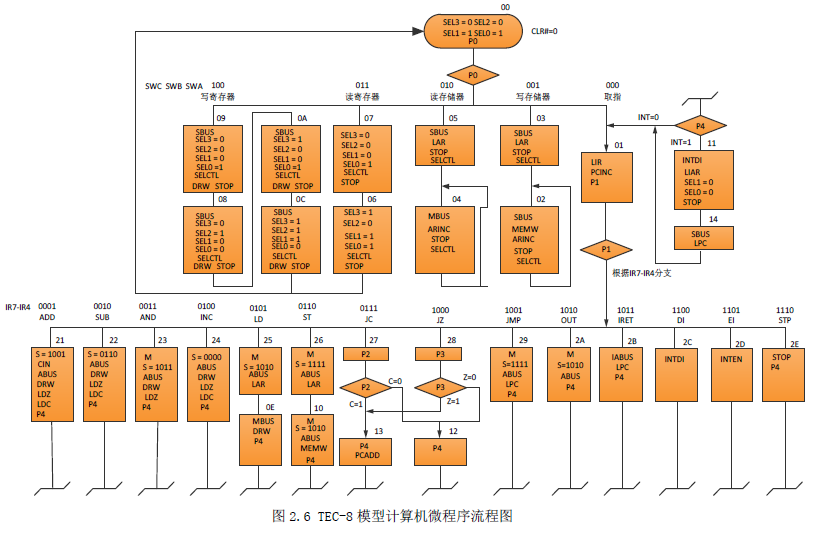 00
SEL3 = 0 SEL2 = 0
SEL1 = 1 SEL0 = 1
P0
CLR#=0
P0
SWC SWB SWA 100 011 010 001 000
写寄存器 读寄存器 读存储器 写存储器 取指
INT=0
P4
INT=1
09
SBUS
SEL3 = 0
SEL2 = 0
SEL1 = 0
SEL0 =1
SELCTL
DRW STOP
0A
SBUS
SEL3 = 1
SEL2 = 0
SEL1 = 0
SEL0 = 1
SELCTL
DRW STOP
07
SEL3 = 0
SEL2 = 0
SEL1 = 0
SEL0 = 1
SELCTL
STOP
05
SBUS
LAR
STOP
SELCTL
03
SBUS
LAR
STOP
SELCTL
01
LIR
PCINC
P1
11
INTDI
LIAR
SEL1 = 0
SEL0 = 0
STOP
08
SBUS
SEL3 = 0
SEL2 = 0
SEL1 = 0
SEL0 = 0
SELCTL
DRW STOP
0C
SBUS
SEL3 = 1
SEL2 = 1
SEL1 = 1
SEL0 = 0
SELCTL
DRW STOP
06
SEL3 = 1
SEL2 = 0
SEL1 = 1
SEL0 = 1
SELCTL
STOP
04
MBUS
ARINC
STOP
SELCTL
02
SBUS
MEMW
ARINC
STOP
SELCTL
14
SBUS
LPC
P1
根据IR7-IR4分支
IR7-IR4 0001 0010 0011 0100 0101 0110 0111 1000 1001 1010 1011 1100 1101 1110
ADD SUB AND INC LD ST JC JZ JMP OUT IRET DI EI STP
21
S = 1001
CIN
ABUS
DRW
LDZ
LDC
P4
22
S = 0110
ABUS
DRW
LDZ
LDC
P4
23
M
S = 1011
ABUS
DRW
LDZ
P4
24
S = 0000
ABUS
DRW
LDZ
LDC
P4
25
M
S = 1010
ABUS
LAR
26
M
S = 1111
ABUS
LAR
27
P2
28
P3
29
M
S=1111
ABUS
LPC
P4
2A
M
S=1010
ABUS
P4
2B
IABUS
LPC
P4
2C
INTDI
2D
INTEN
2E
STOP
P4
P2
C=0
C=1
P3
Z=0
Z=1
0E
MBUS
DRW
P4
10
M
S = 1010
ABUS
MEMW
P4
13
P4
PCADD
12
P4
图 2.6 TEC-8 模型计算机微程序流程图